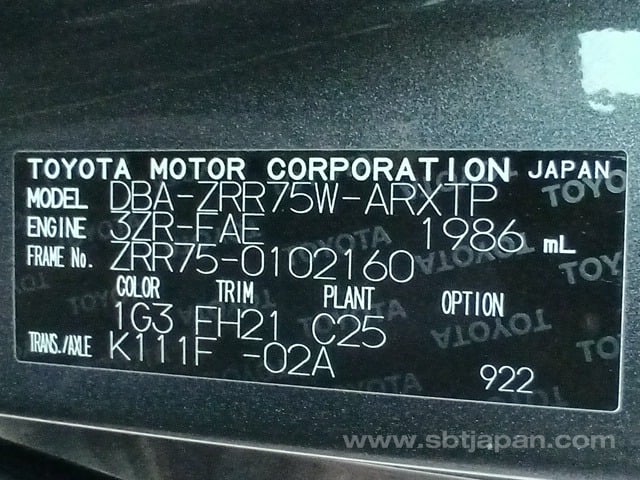 TOYOTA MOTOR CORPORATION JAPAN
MODEL DBA-ZRR75W-ARXTP
ENGINE 3ZR-FAE 1986 mL
FRAME No. ZRR75-0102160
COLOR TRIM PLANT OPTION
1G3 FH21 C25
TRANS./AXLE K111F -02A
922
www.sbtjapan.com